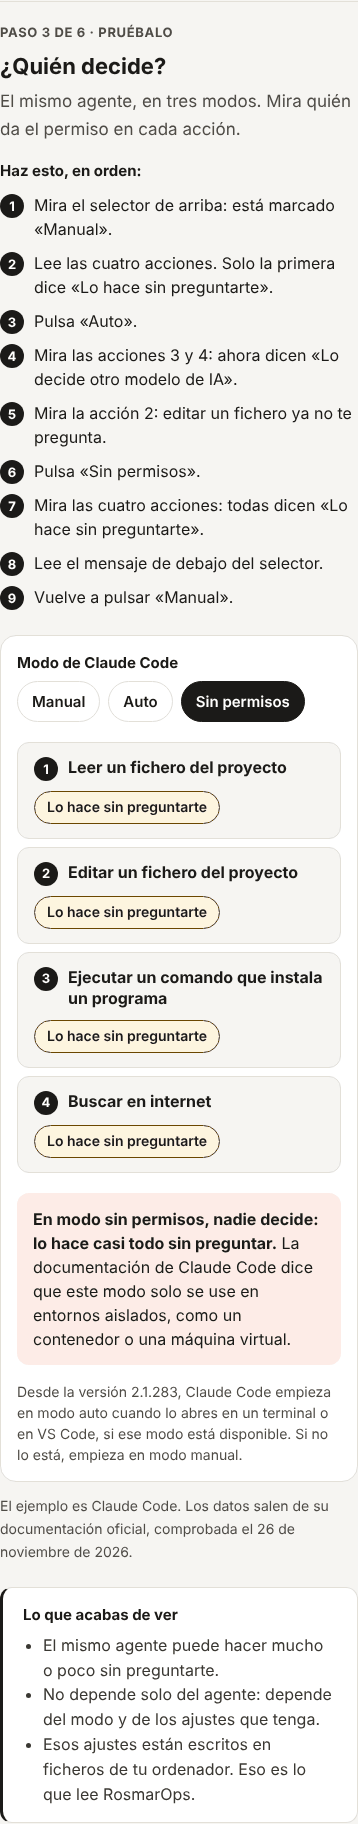 PASO 3 DE 6 · PRUÉBALO
¿Quién decide?
El mismo agente, en tres modos. Mira quién
da el permiso en cada acción.
Haz esto, en orden:
1 Mira el selector de arriba: está marcado
«Manual».
2 Lee las cuatro acciones. Solo la primera
dice «Lo hace sin preguntarte».
3 Pulsa «Auto».
4 Mira las acciones 3 y 4: ahora dicen «Lo
decide otro modelo de IA».
5 Mira la acción 2: editar un fichero ya no te
pregunta.
6 Pulsa «Sin permisos».
7 Mira las cuatro acciones: todas dicen «Lo
hace sin preguntarte».
8 Lee el mensaje de debajo del selector.
9 Vuelve a pulsar «Manual».
Modo de Claude Code
Manual Auto Sin permisos
1 Leer un fichero del proyecto
Lo hace sin preguntarte
2 Editar un fichero del proyecto
Lo hace sin preguntarte
3 Ejecutar un comando que instala
un programa
Lo hace sin preguntarte
4 Buscar en internet
Lo hace sin preguntarte
En modo sin permisos, nadie decide:
lo hace casi todo sin preguntar. La
documentación de Claude Code dice
que este modo solo se use en
entornos aislados, como un
contenedor o una máquina virtual.
Desde la versión 2.1.283, Claude Code empieza
en modo auto cuando lo abres en un terminal o
en VS Code, si ese modo está disponible. Si no
lo está, empieza en modo manual.
El ejemplo es Claude Code. Los datos salen de su
documentación oficial, comprobada el 26 de
noviembre de 2026.
Lo que acabas de ver
• El mismo agente puede hacer mucho
o poco sin preguntarte.
• No depende solo del agente: depende
del modo y de los ajustes que tenga.
• Esos ajustes están escritos en
ficheros de tu ordenador. Eso es lo
que lee RosmarOps.